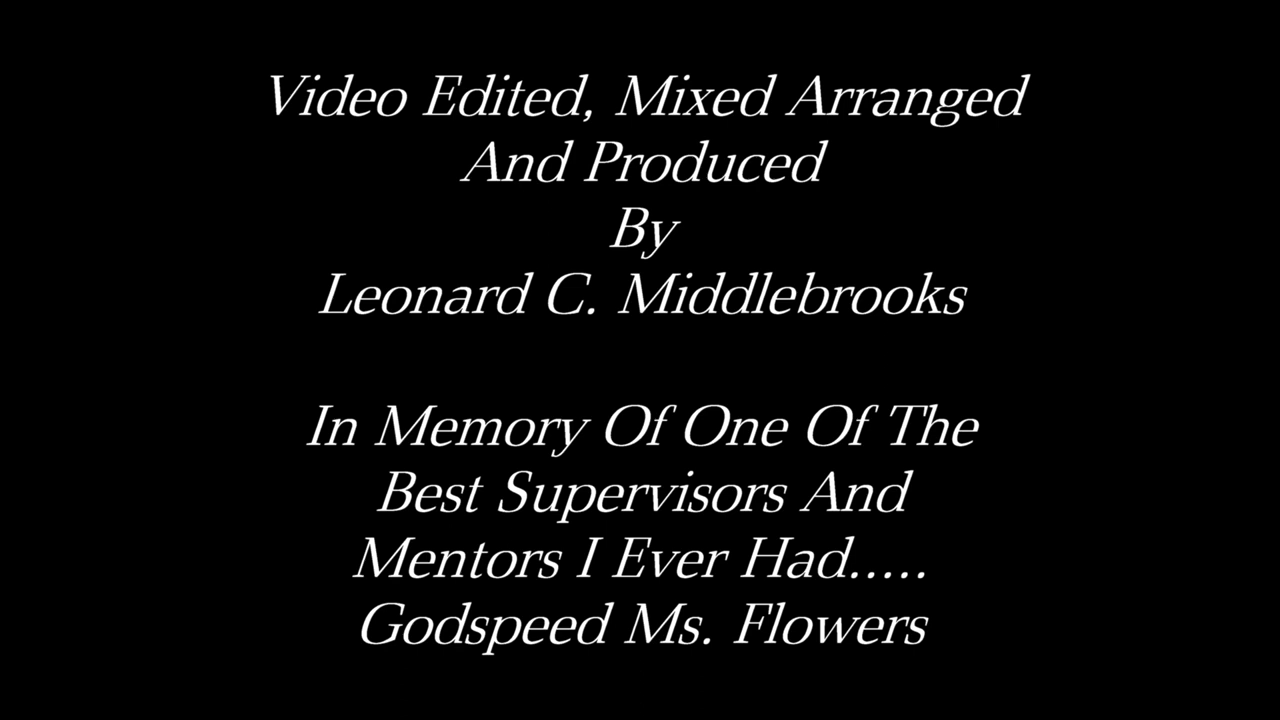 Video Edited, Mixed Arranged
And Produced
By
Leonard C. Middlebrooks
In Memory Of One Of The
Best Supervisors And
Mentors I Ever Had.....
Godspeed Ms. Flowers